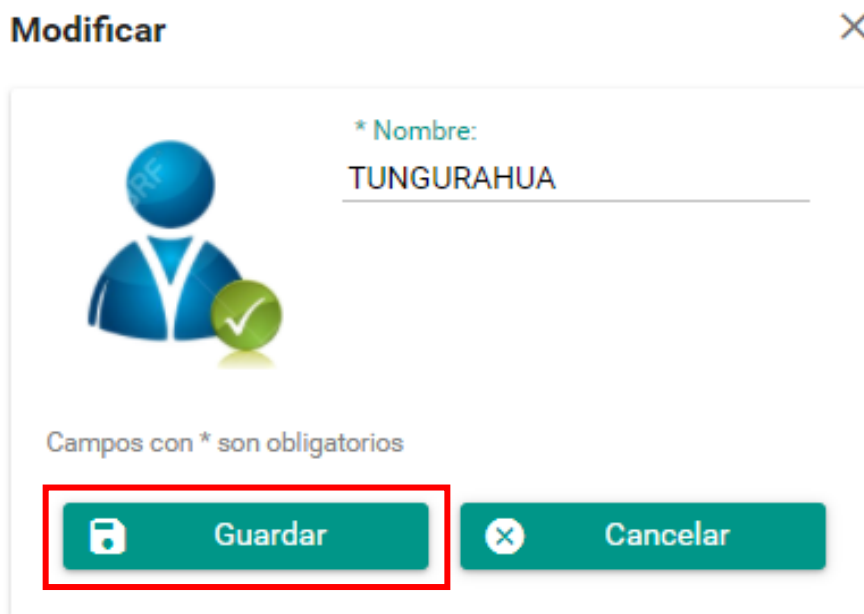 Modificar
* Nombre:
TUNGURAHUA
Campos con * son obligatorios
Guardar
Cancelar